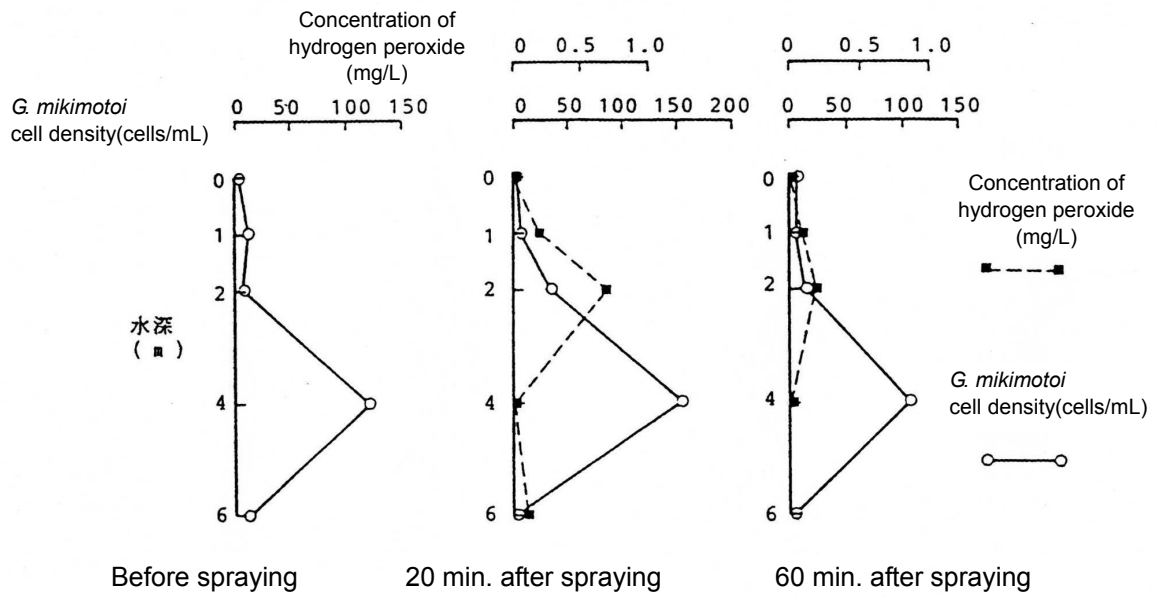 Concentration of
hydrogen peroxide
(mg/L)
G. mikimotoi
cell density(cells/mL)
0 50 100 150
0 0.5 1.0
0 50 100 150 200
0 0.5 1.0
0 50 100 150
水深
(m)
0
1
2
4
6
0
1
2
4
6
0
1
2
4
6
Concentration of
hydrogen peroxide
(mg/L)
G. mikimotoi
cell density(cells/mL)
Before spraying
20 min. after spraying
60 min. after spraying